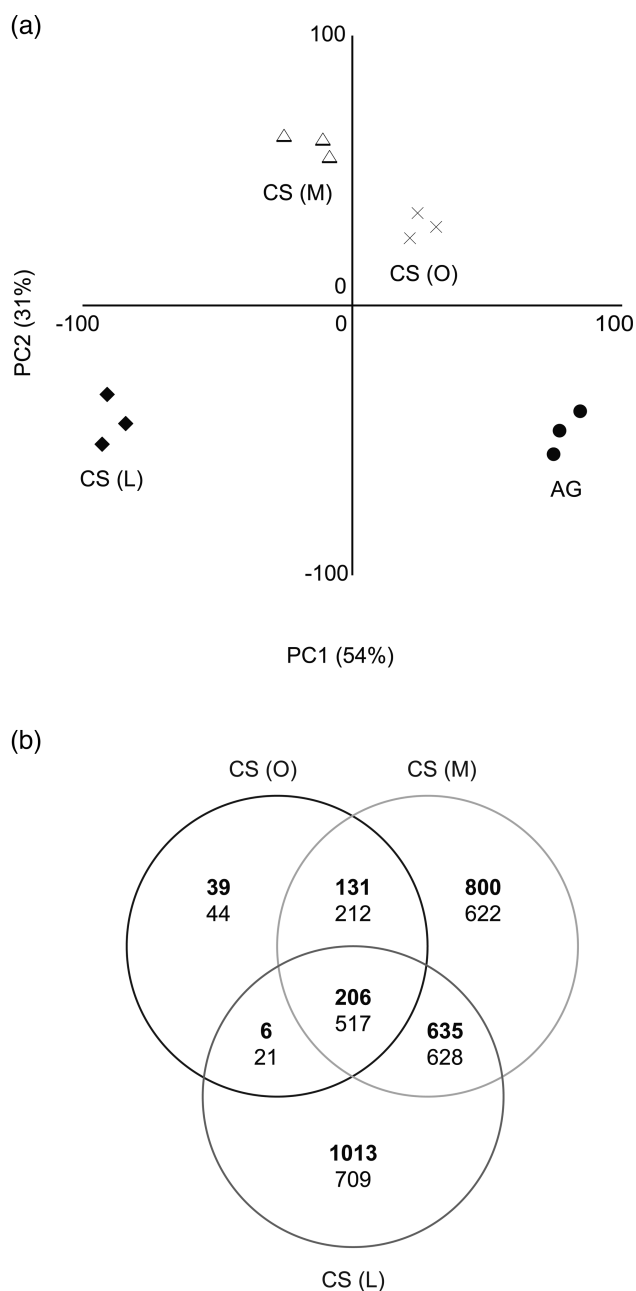 (a)
100
CS (M)
CS (O)
0
-100
0
100
PC2 (31%)
CS (L)
AG
-100
PC1 (54%)
(b)
CS (O)
CS (M)
39
131
800
44
212
622
206
517
6
635
21
628
1013
709
CS (L)